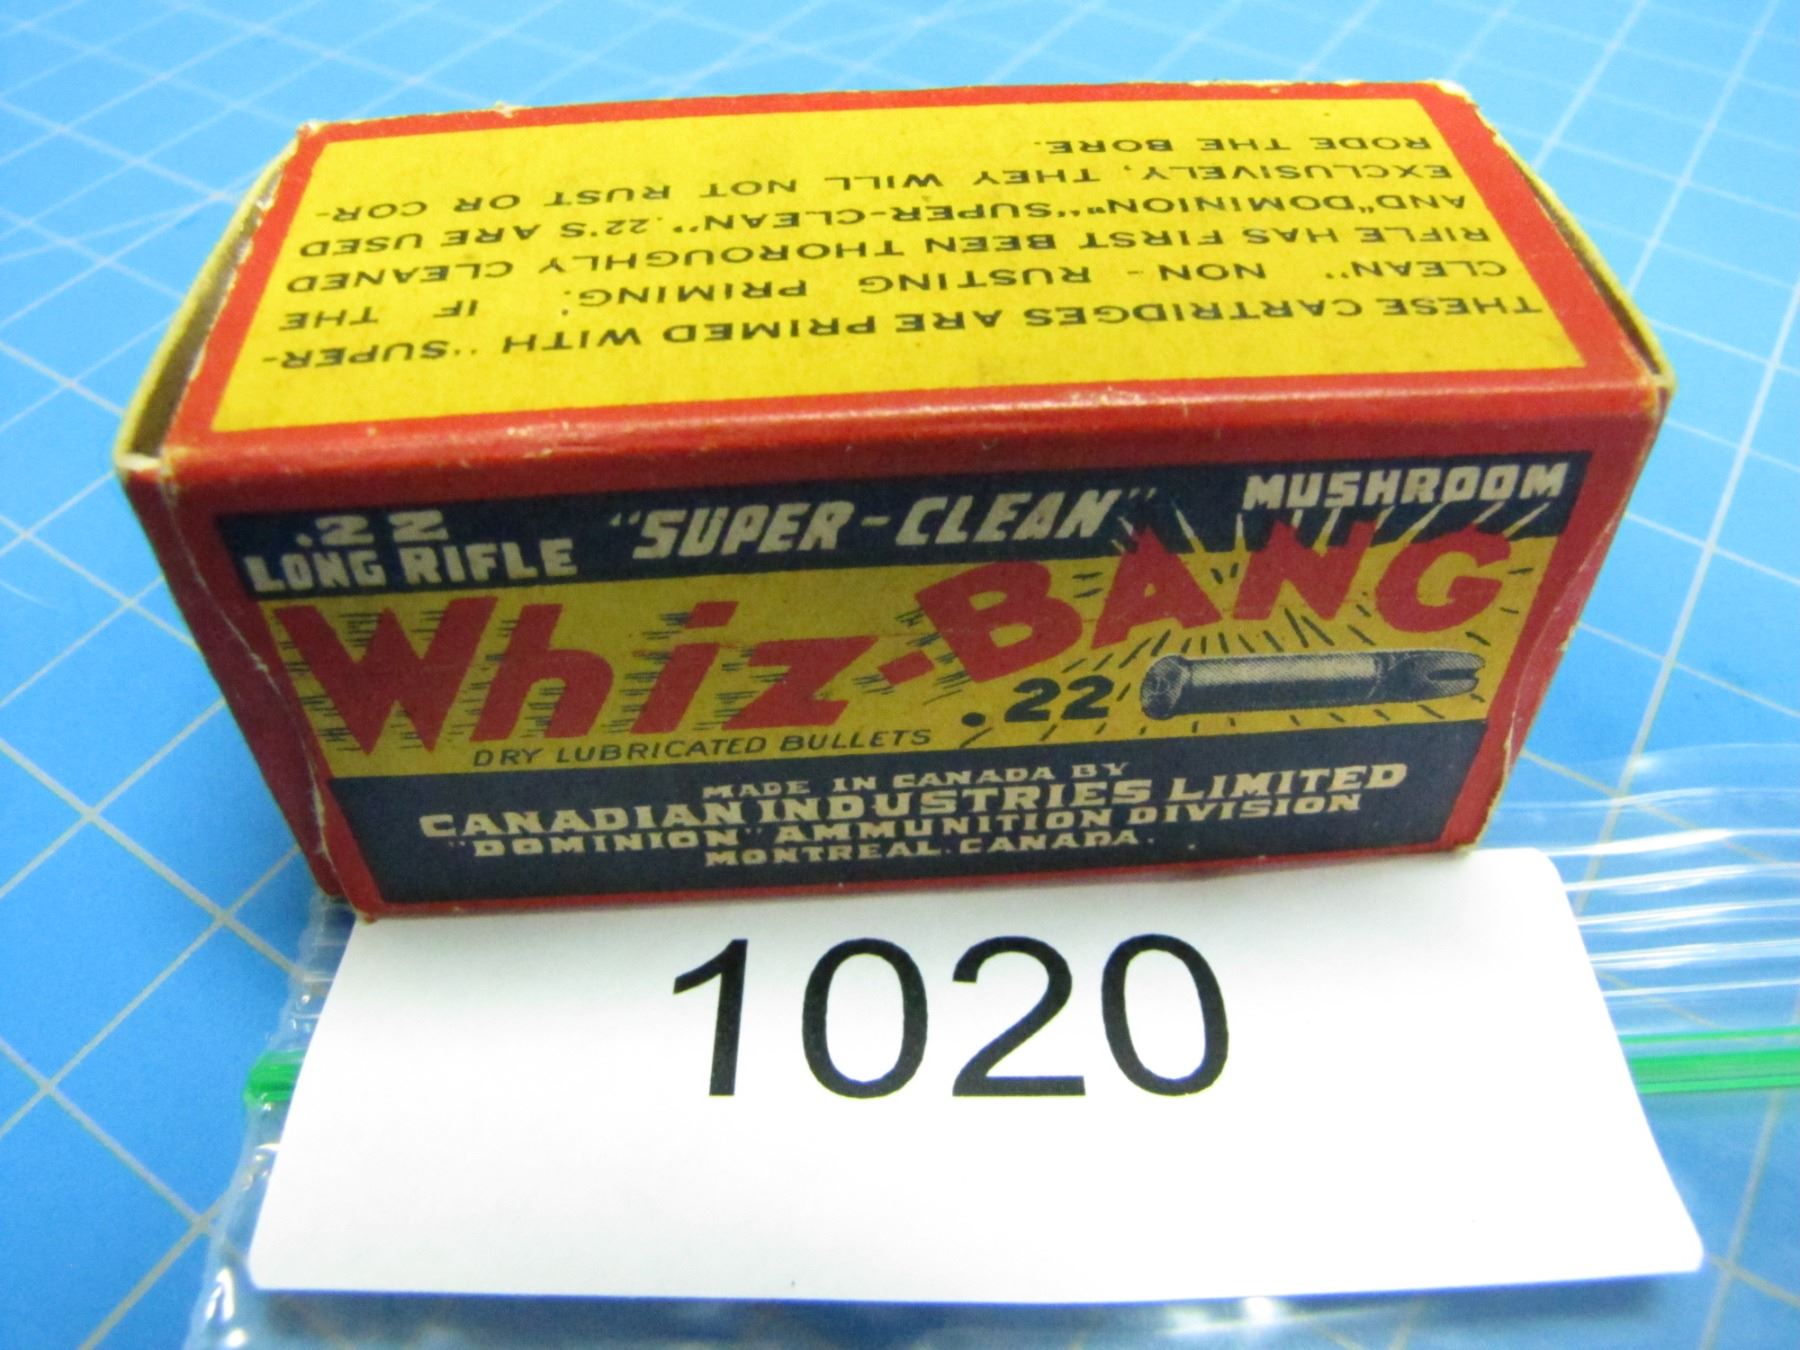 THESE CARTRIDGES ARE PRIMED WITH "SUPER-
CLEAN" NON-RUSTING PRIMING. IF THE
RIFLE HAS FIRST BEEN THOROUGHLY CLEANED
AND "DOMINION" "SUPER-CLEAN" .22'S ARE USED
EXCLUSIVELY, THEY WILL NOT RUST OR COR-
RODE THE BORE.
.22
LONG RIFLE
"SUPER-CLEAN"
MUSHROOM
Whiz-BANG
.22
DRY LUBRICATED BULLETS
MADE IN CANADA BY
CANADIAN INDUSTRIES LIMITED
"DOMINION" AMMUNITION DIVISION
MONTREAL. CANADA.
1020